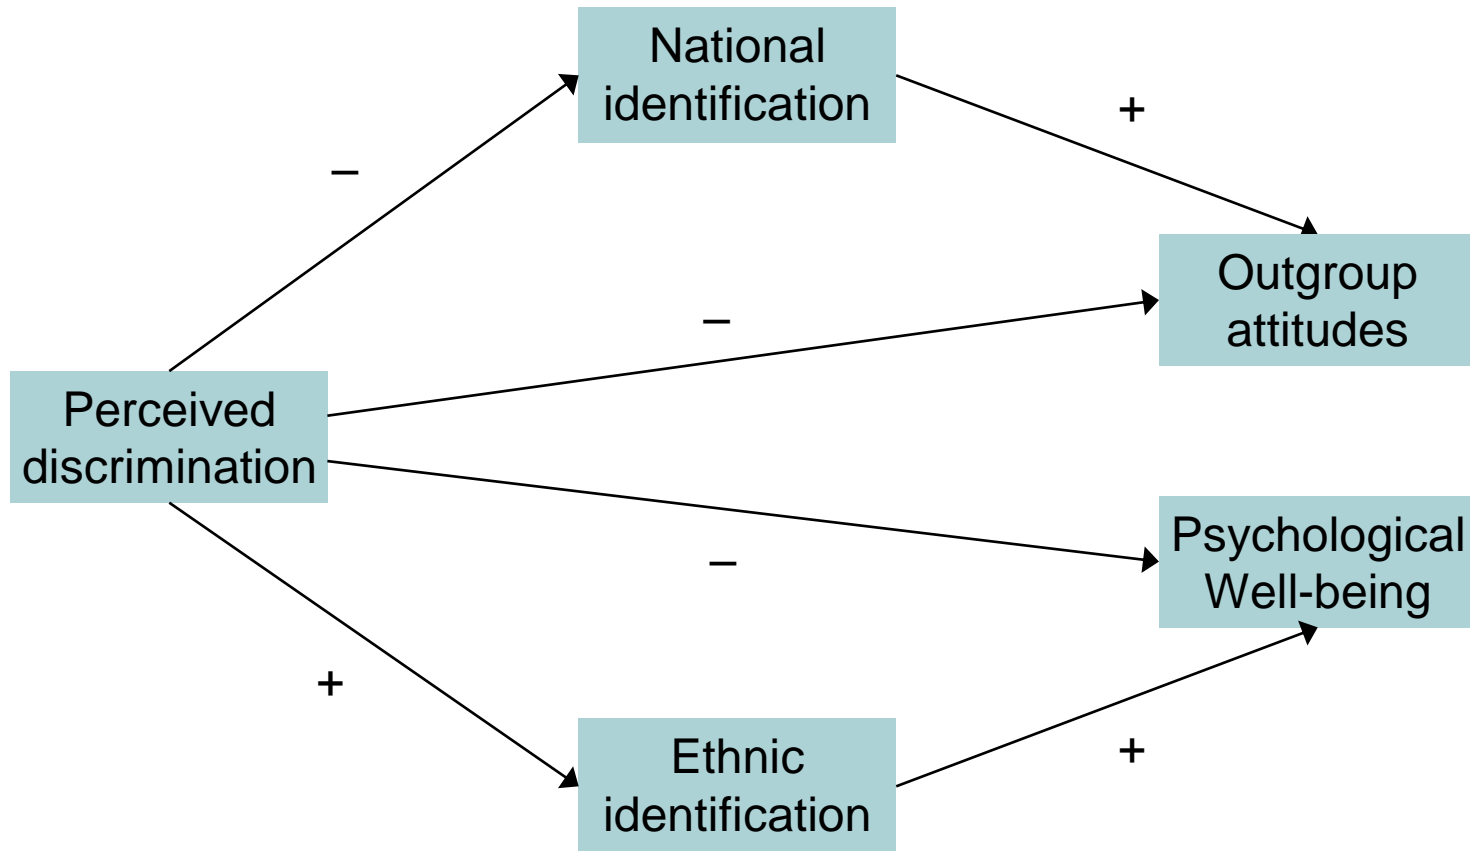 National
identification
+
–
Outgroup
attitudes
–
Perceived
discrimination
Psychological
Well-being
–
+
Ethnic
identification
+